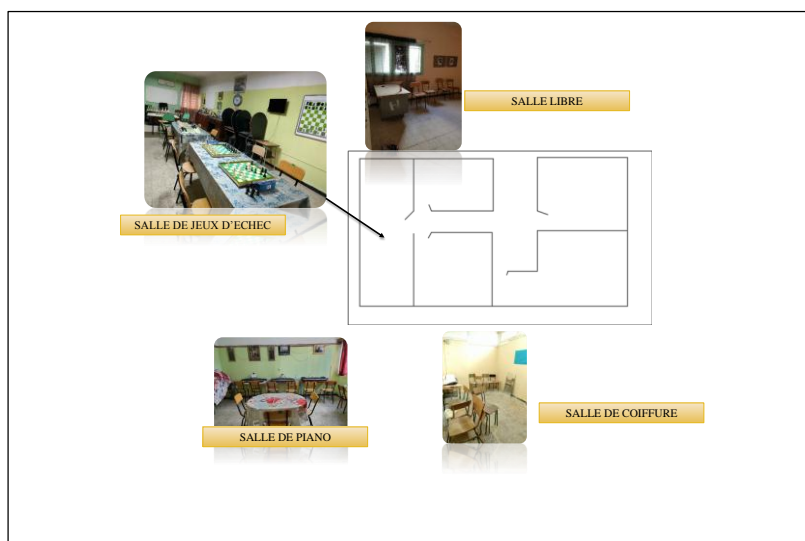 SALLE LIBRE
SALLE DE JEUX D'ECHEC
SALLE DE PIANO
SALLE DE COIFFURE